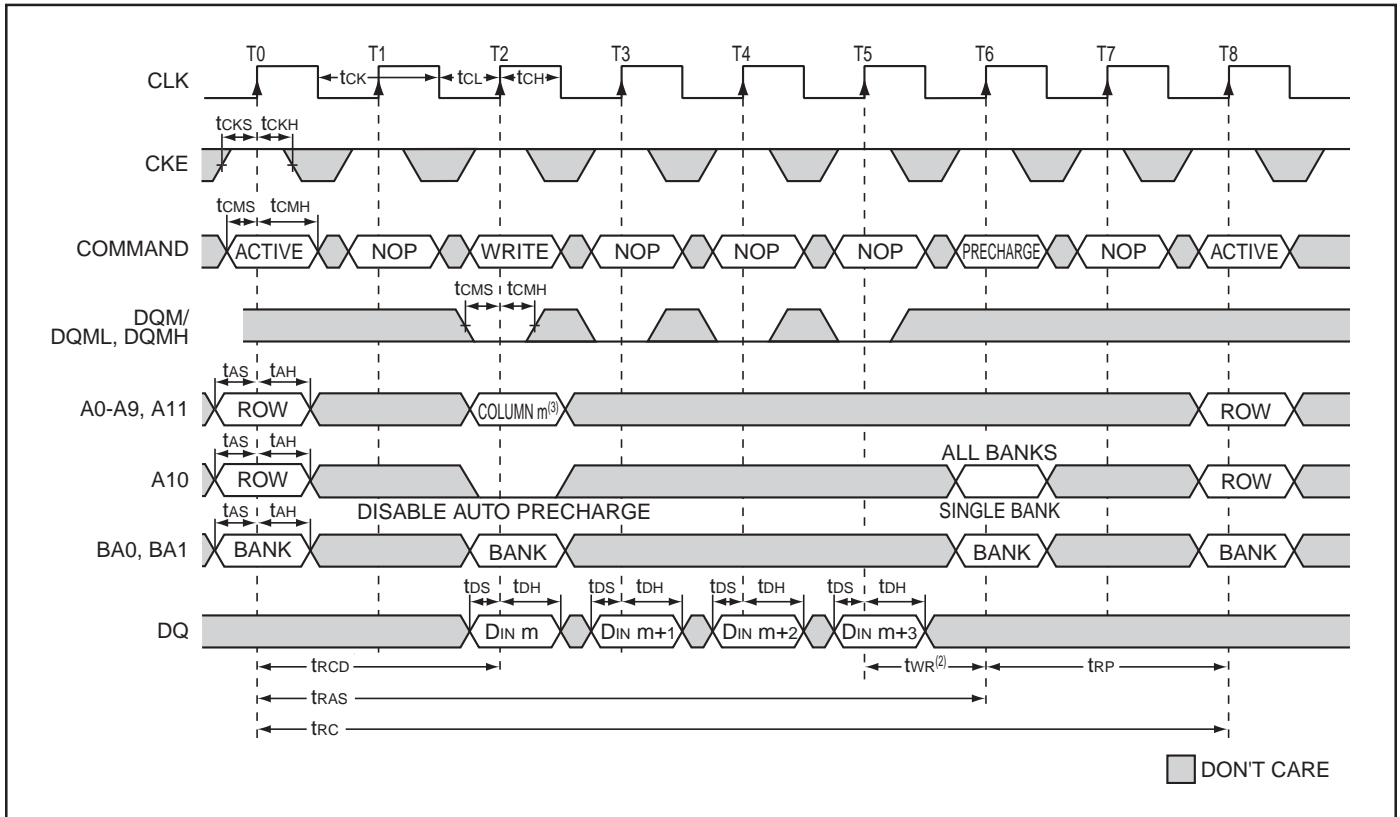 T0 T1 T2 T3 T4 T5 T6 T7 T8
CLK tCK tCL tCH
tCKS tCKH
CKE
tCMS tCMH
COMMAND ACTIVE NOP WRITE NOP NOP NOP PRECHARGE NOP ACTIVE
tCMS tCMH
DQM/
DQML, DQMH
tAS tAH
A0-A9, A11 ROW COLUMN m(3) ROW
tAS tAH ALL BANKS
A10 ROW ROW
tAS tAH DISABLE AUTO PRECHARGE SINGLE BANK
BA0, BA1 BANK BANK BANK BANK
tDS tDH tDS tDH tDS tDH tDS tDH
DQ DIN m DIN m+1 DIN m+2 DIN m+3
tRCD tWR(2) tRP
tRAS
tRC
DON'T CARE